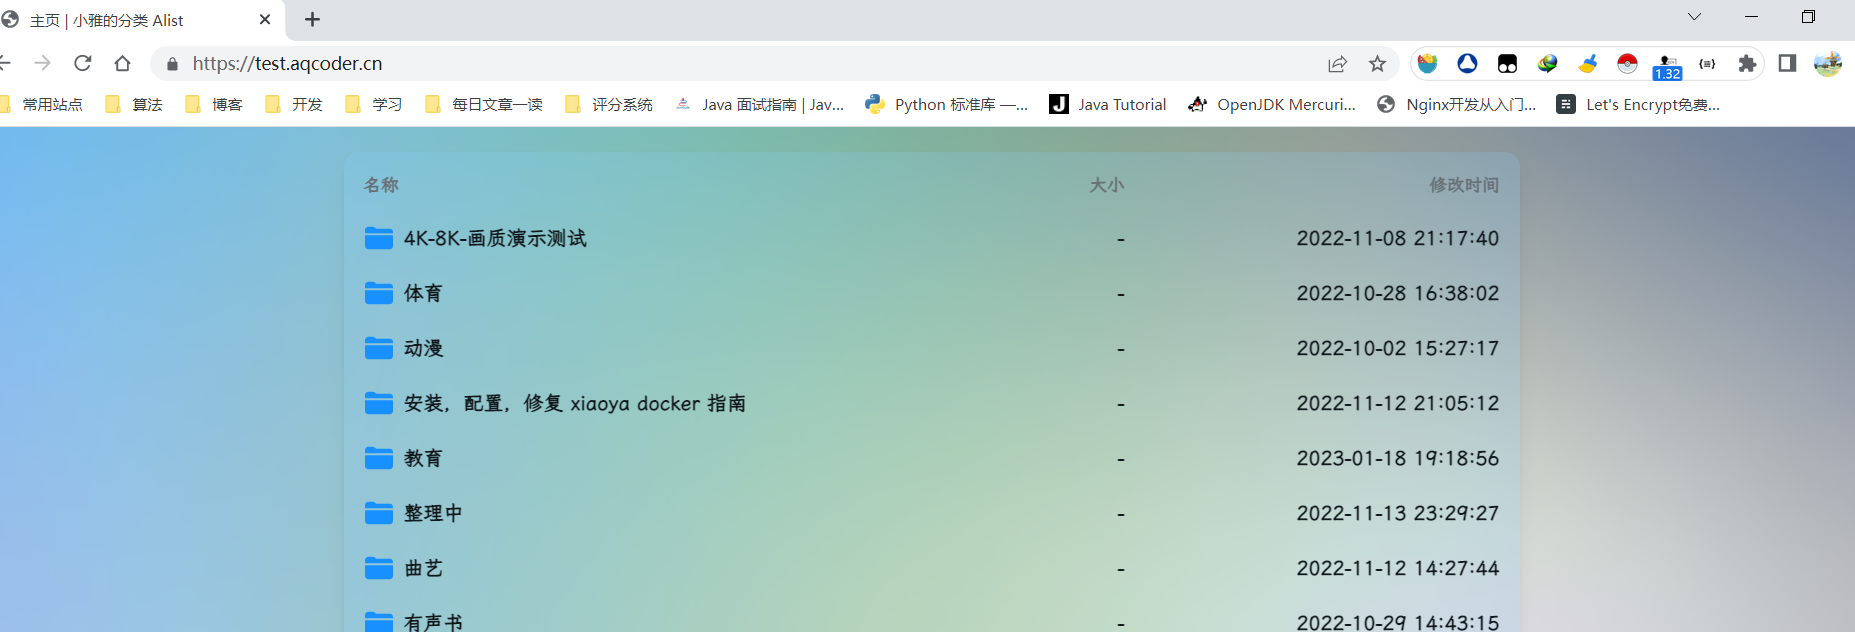 主页 | 小雅的分类 Alist
https://test.aqcoder.cn
1.32
常用站点 算法 博客 开发 学习 每日文章一读 评分系统 Java 面试指南 | Jav... Python 标准库 —... Java Tutorial OpenJDK Mercuri... Nginx开发从入门... Let's Encrypt免费...
名称 大小 修改时间
4K-8K-画质演示测试 - 2022-11-08 21:17:40
体育 - 2022-10-28 16:38:02
动漫 - 2022-10-02 15:27:17
安装，配置，修复 xiaoya docker 指南 - 2022-11-12 21:05:12
教育 - 2023-01-18 19:18:56
整理中 - 2022-11-13 23:29:27
曲艺 - 2022-11-12 14:27:44
有声书 - 2022-10-29 14:43:15